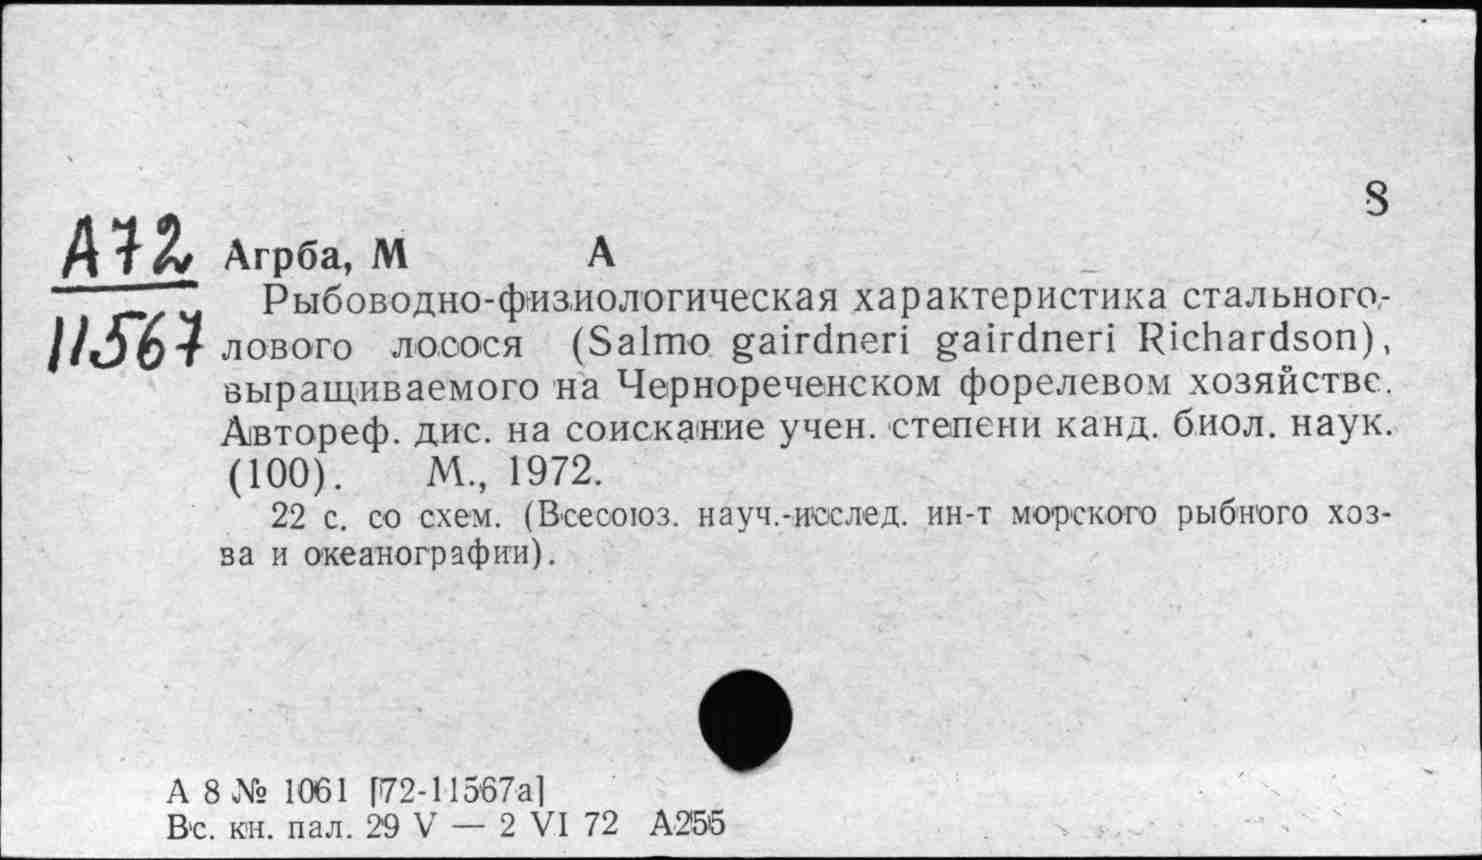 8
А72
11567
Агрба, М А
Рыбоводно-физиологическая характеристика стального-
лового лосося (Salmo gairdneri gairdneri Richardson),
выращиваемого на Чернореченском форелевом хозяйстве.
Автореф. дис. на соискание учен. степени канд. биол. наук.
(100). М., 1972.
22 с. со схем. (Всесоюз. науч.-исслед. ин-т морского рыбного хоз-
ва и океанографии).
А 8 № 1061 [72-11567а]
Вс. кн. пал. 29 V — 2 VI 72 А255